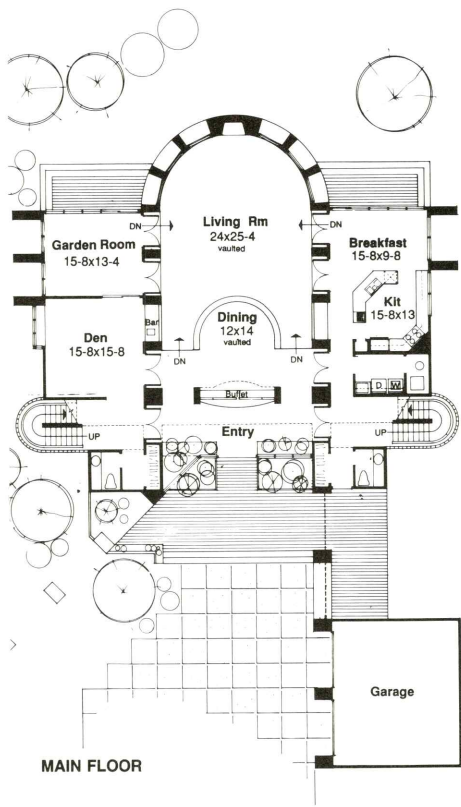 Living Rm
24x25-4
vaulted
DN
DN
Garden Room
15-8x13-4
Breakfast
15-8x9-8
Kit
15-8x13
Bar
Dining
12x14
vaulted
Den
15-8x15-8
DN
DN
D
W
Buffet
UP
Entry
UP
Garage
MAIN FLOOR